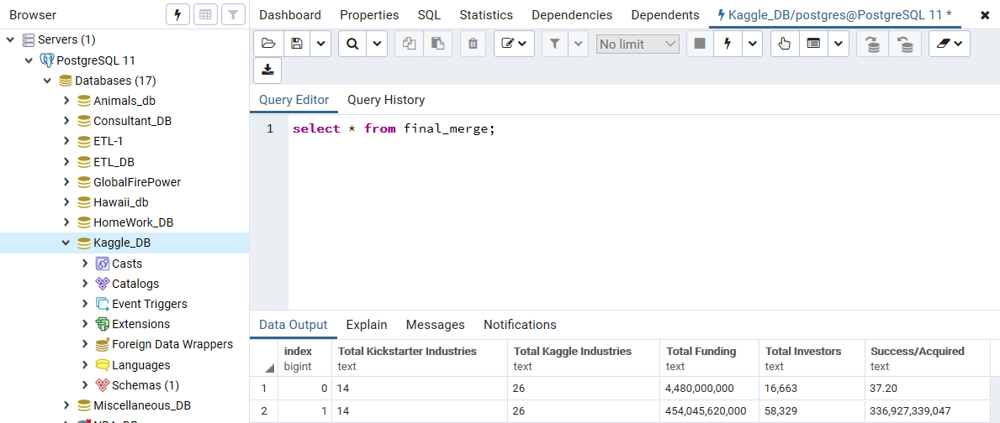 Browser
Servers (1)
PostgreSQL 11
Databases (17)
Animals_db
Consultant_DB
ETL-1
ETL_DB
GlobalFirePower
Hawaii_db
HomeWork_DB
Kaggle_DB
Casts
Catalogs
Event Triggers
Extensions
Foreign Data Wrappers
Languages
Schemas (1)
Miscellaneous_DB
Dashboard Properties SQL Statistics Dependencies Dependents Kaggle_DB/postgres@PostgreSQL 11 *
No limit
Query Editor Query History
1 select * from final_merge;
Data Output Explain Messages Notifications
index Total Kickstarter Industries Total Kaggle Industries Total Funding Total Investors Success/Acquired
bigint text text text text text
1 0 14 26 4,480,000,000 16,663 37.20
2 1 14 26 454,045,620,000 58,329 336,927,339,047